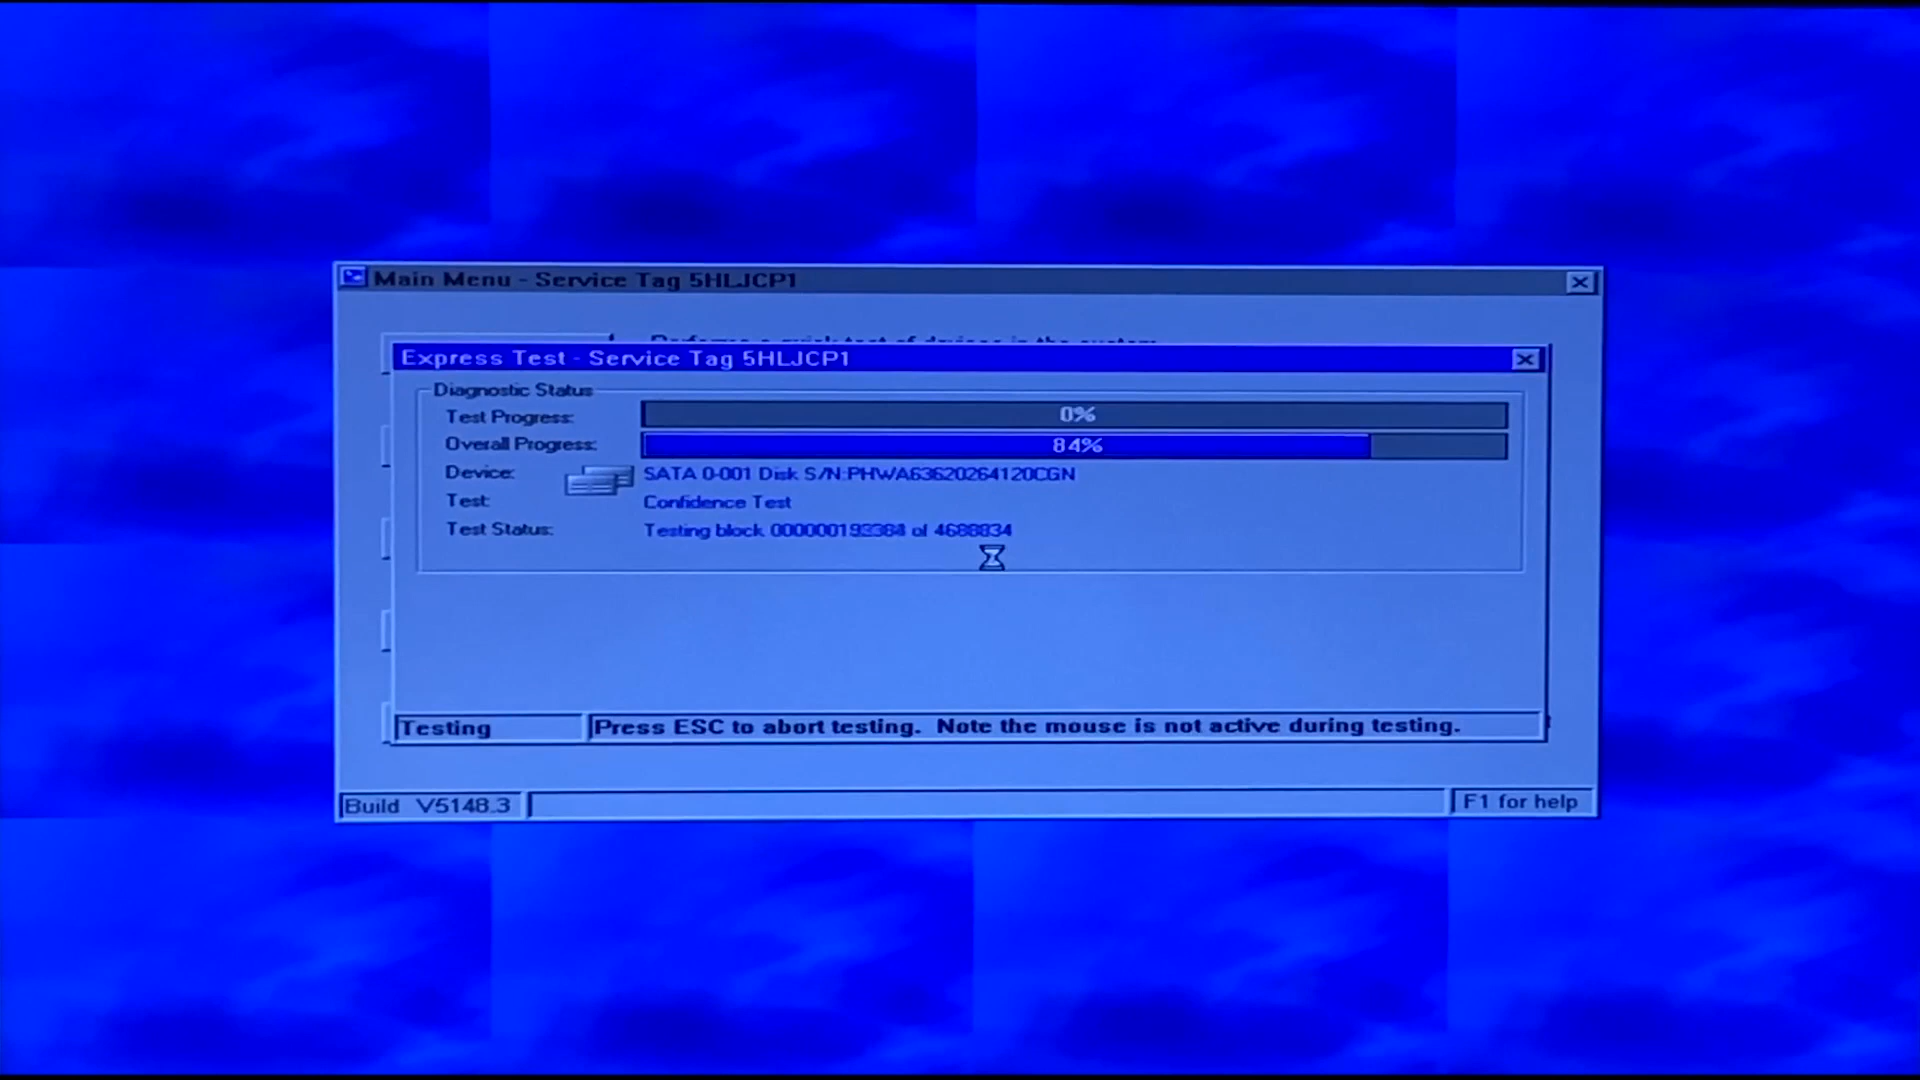 Main Menu - Service Tag 5HLJCP1
Express Test - Service Tag 5HLJCP1
Diagnostic Status
Test Progress: 0%
Overall Progress: 84%
Device: SATA 0-001 Disk S/N:PHWA63620264120CGN
Test: Confidence Test
Test Status: Testing block of 4688834
Testing Press ESC to abort testing. Note the mouse is not active during testing.
Build V5148.3 F1 for help